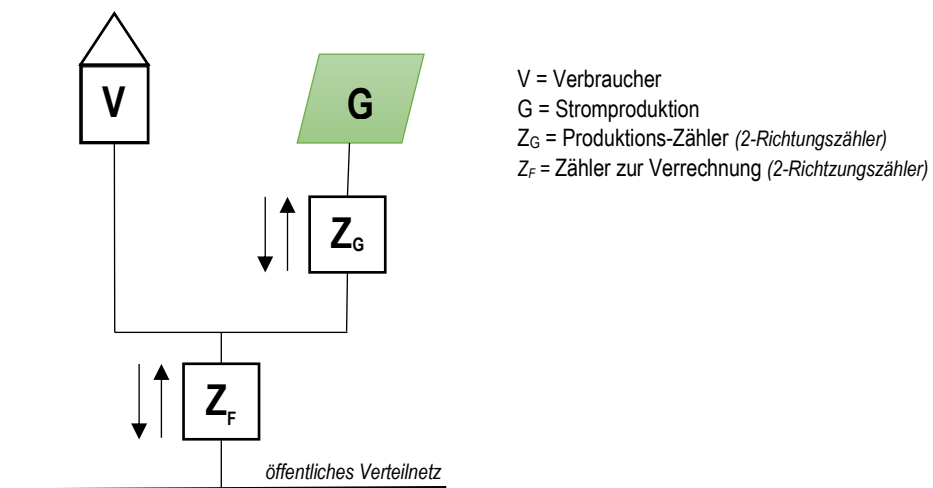 V
G
V = Verbraucher
G = Stromproduktion
ZG = Produktions-Zähler (2-Richtungszähler)
ZF = Zähler zur Verrechnung (2-Richtzungszähler)
ZG
ZF
öffentliches Verteilnetz